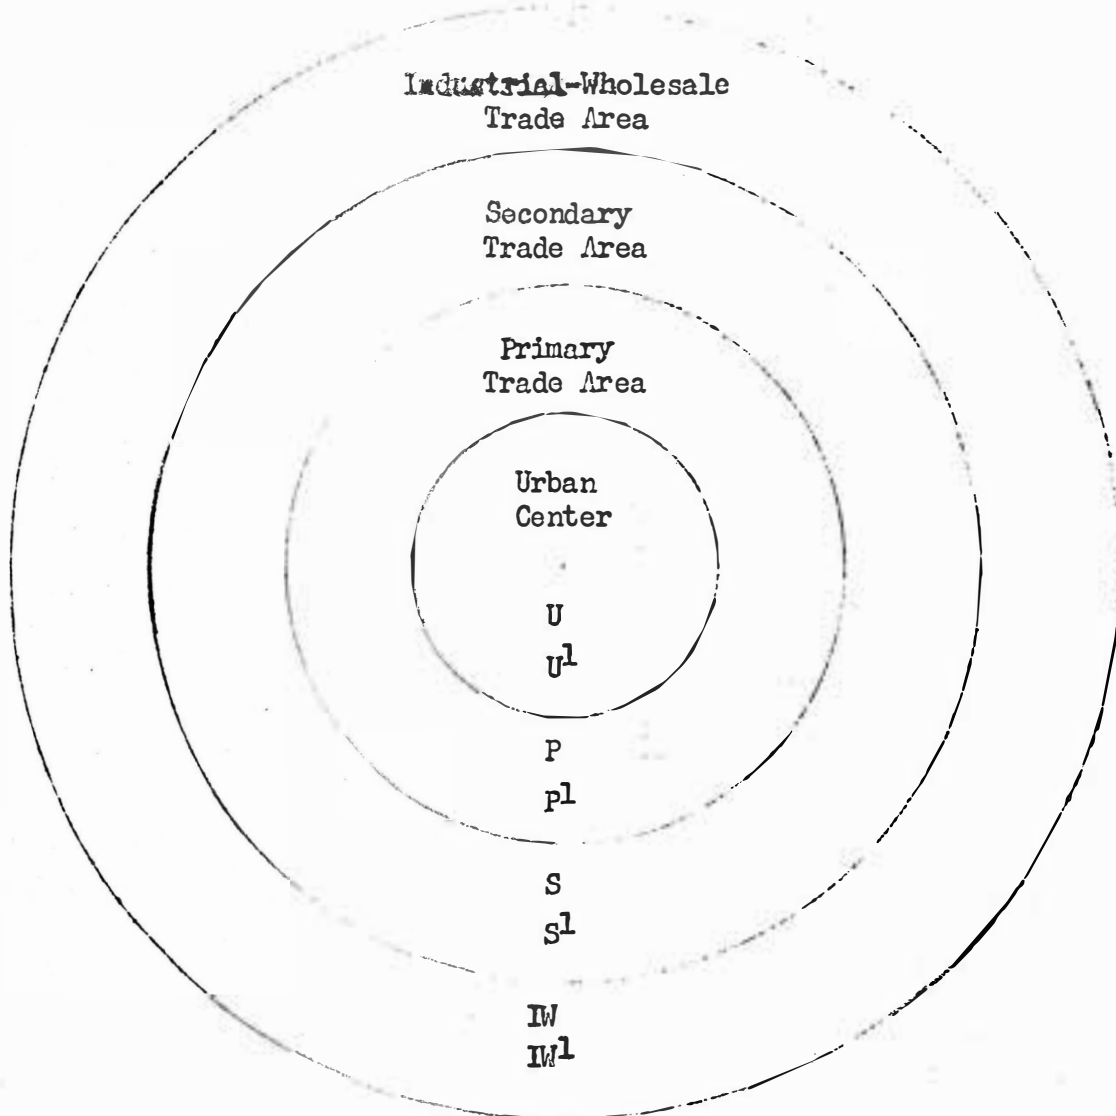 Industrial-Wholesale
Trade Area
Secondary
Trade Area
Primary
Trade Area
Urban
Center
U
U1
P
P1
S
S1
IW
IW1